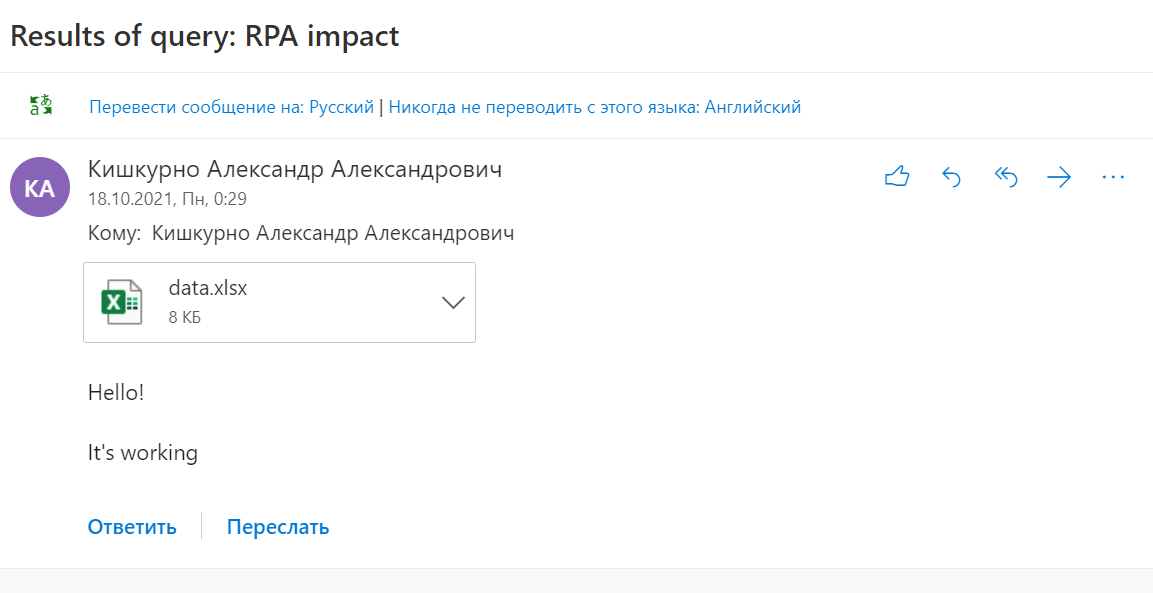 Results of query: RPA impact
Перевести сообщение на: Русский | Никогда не переводить с этого языка: Английский
КА
Кишкурно Александр Александрович
18.10.2021, Пн, 0:29
Кому: Кишкурно Александр Александрович
data.xlsx
8 КБ
Hello!
It's working
Ответить
Переслать